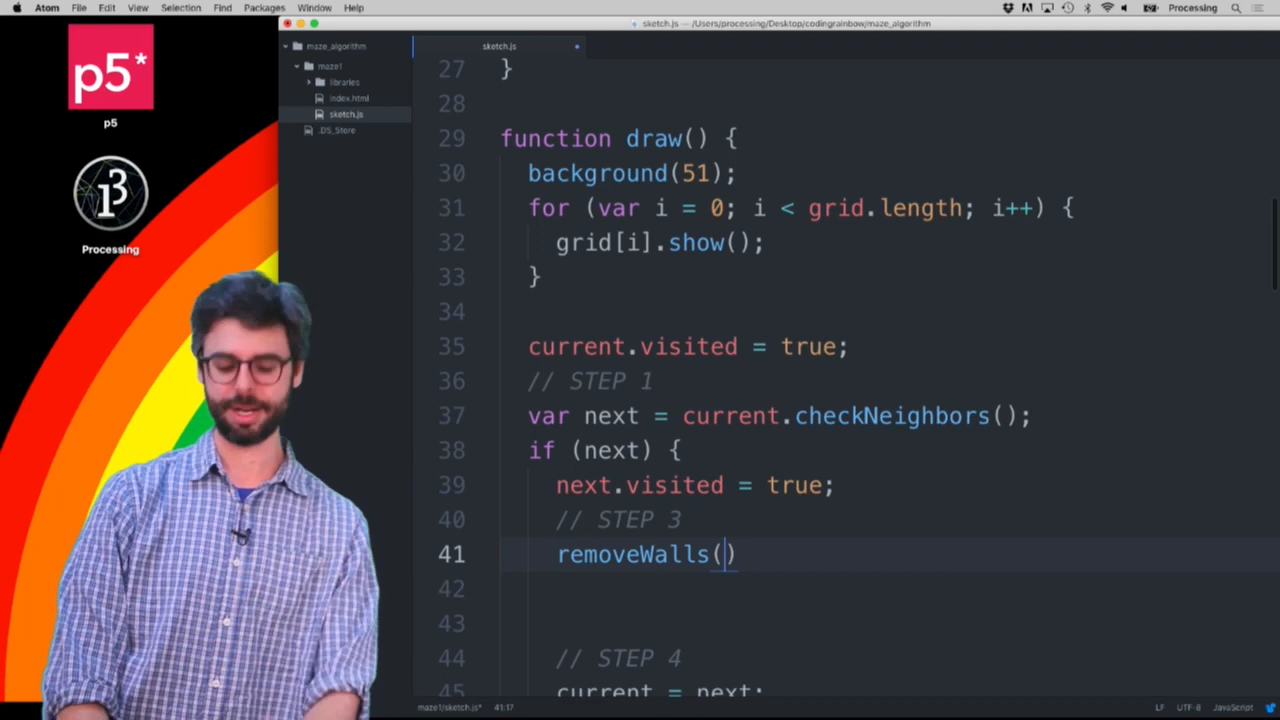 Atom File Edit View Selection Find Packages Window Help Processing
sketch.js — /Users/processing/Desktop/codingrainbow/maze_algorithm
p5*
p5
Processing
maze_algorithm
maze1
libraries
index.html
sketch.js
.DS_Store
sketch.js
27 }
28
29 function draw() {
30 background(51);
31 for (var i = 0; i < grid.length; i++) {
32 grid[i].show();
33 }
34
35 current.visited = true;
36 // STEP 1
37 var next = current.checkNeighbors();
38 if (next) {
39 next.visited = true;
40 // STEP 3
41 removeWalls()
42
43
44 // STEP 4
45 current = next;
maze1/sketch.js* 41:17 LF UTF-8 JavaScript